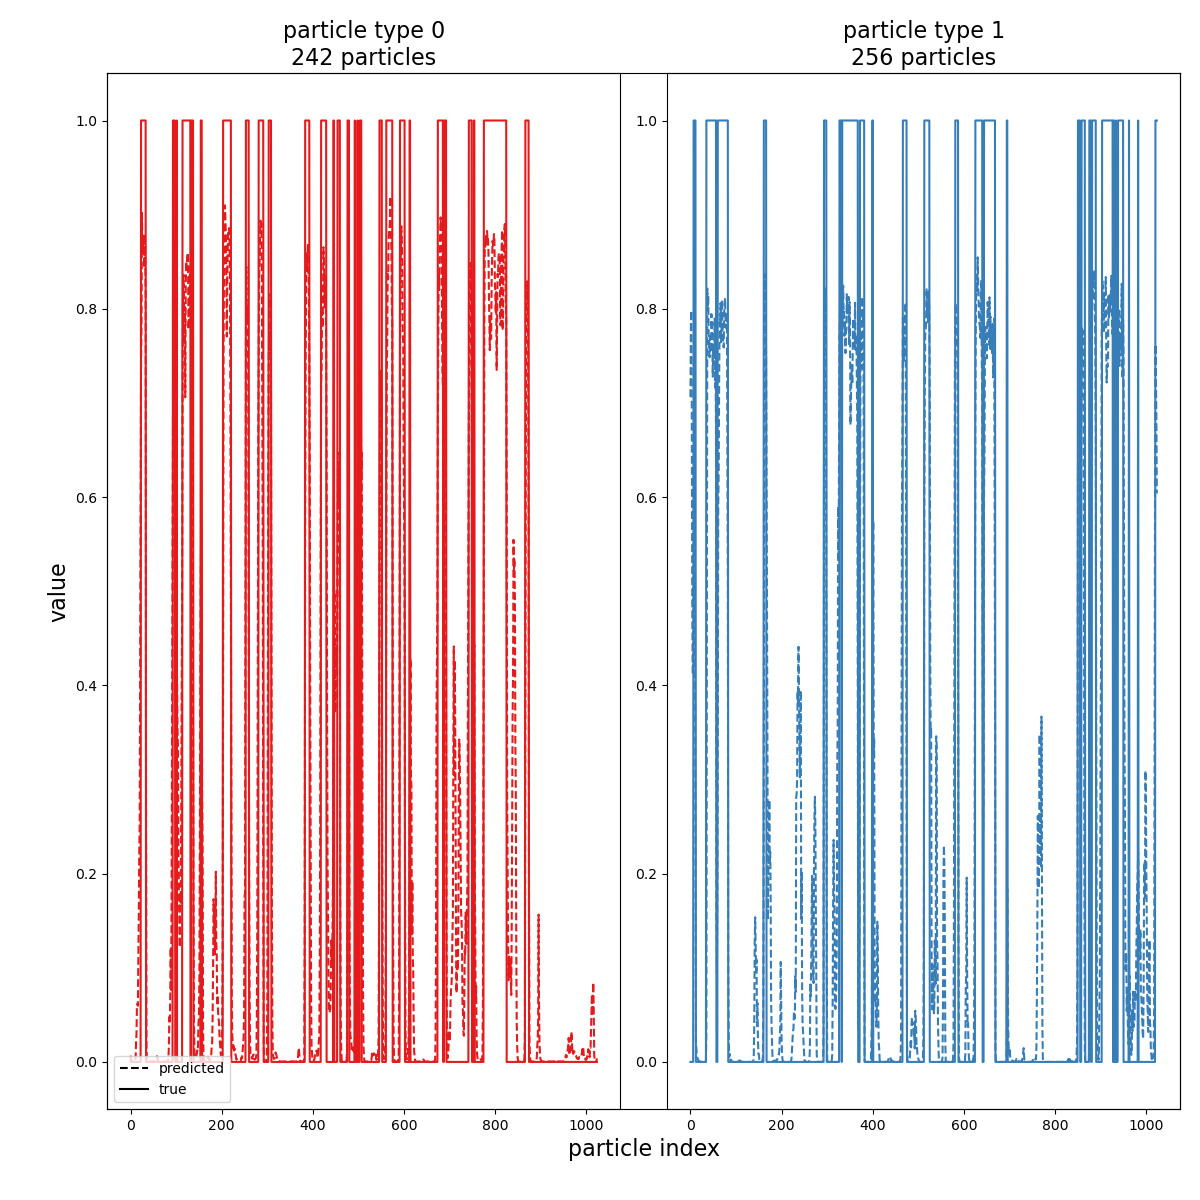 particle type 0
242 particles
particle type 1
256 particles
value
1.0
0.8
0.6
0.4
0.2
0.0
1.0
0.8
0.6
0.4
0.2
0.0
predicted
true
0 200 400 600 800 1000
0 200 400 600 800 1000
particle index